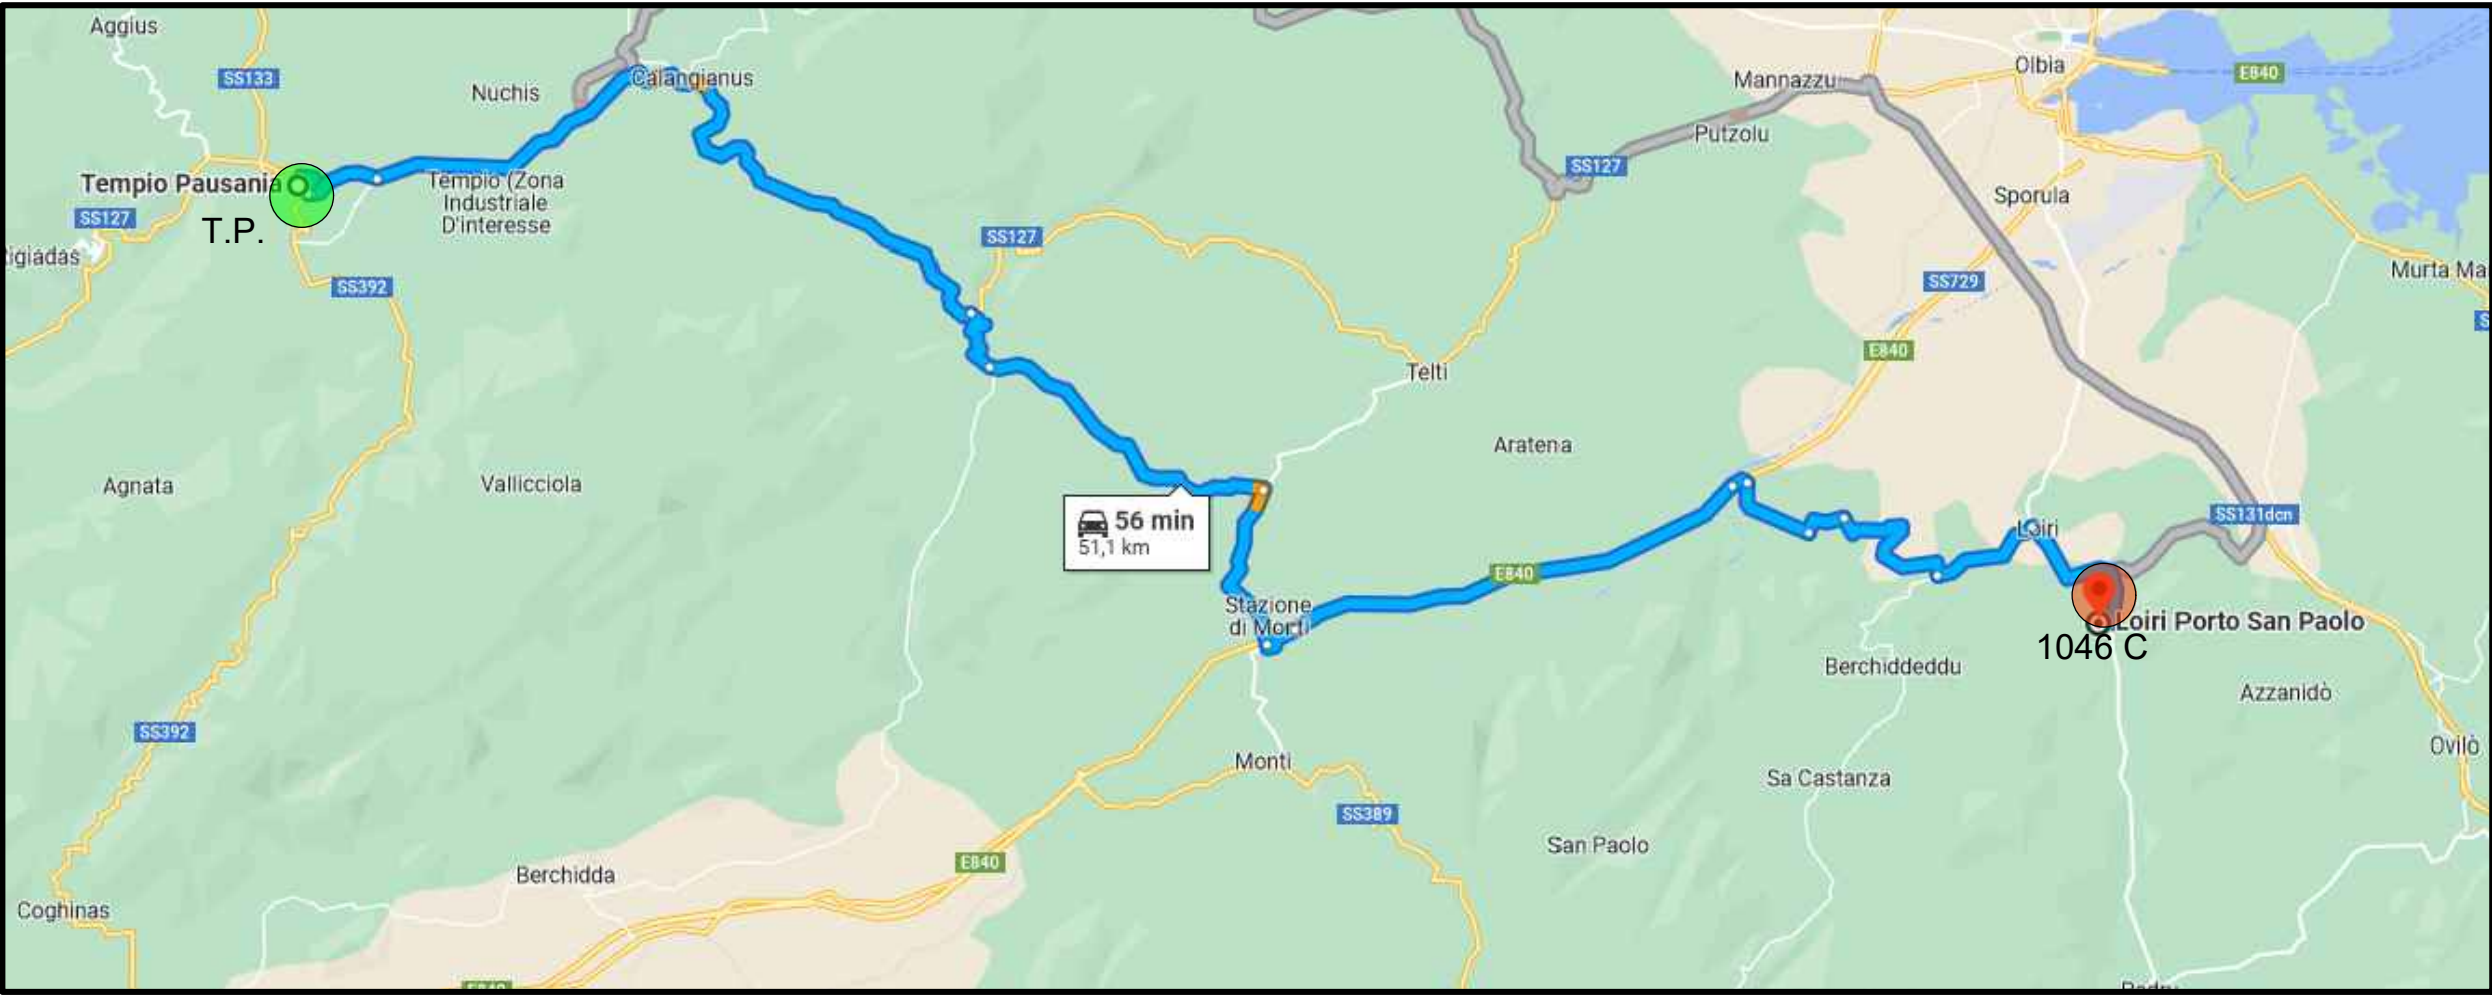 Aggius
SS133
Nuchis
Calangianus
Mannazzu
Olbia
E840
Putzolu
SS127
Tempio Pausania
T.P.
SS127
Tempio (Zona
Industriale
D'interesse
Sporula
igiadas
SS392
SS127
SS729
Murta Ma
E840
Telti
Aratena
Agnata
Vallicciola
56 min
51,1 km
SS131dcn
Loiri
E840
Stazione
di Monti
Loiri Porto San Paolo
1046 C
Berchiddeddu
Azzanidò
SS392
Ovilò
Monti
Sa Castanza
SS389
San Paolo
E840
Berchidda
Coghinas